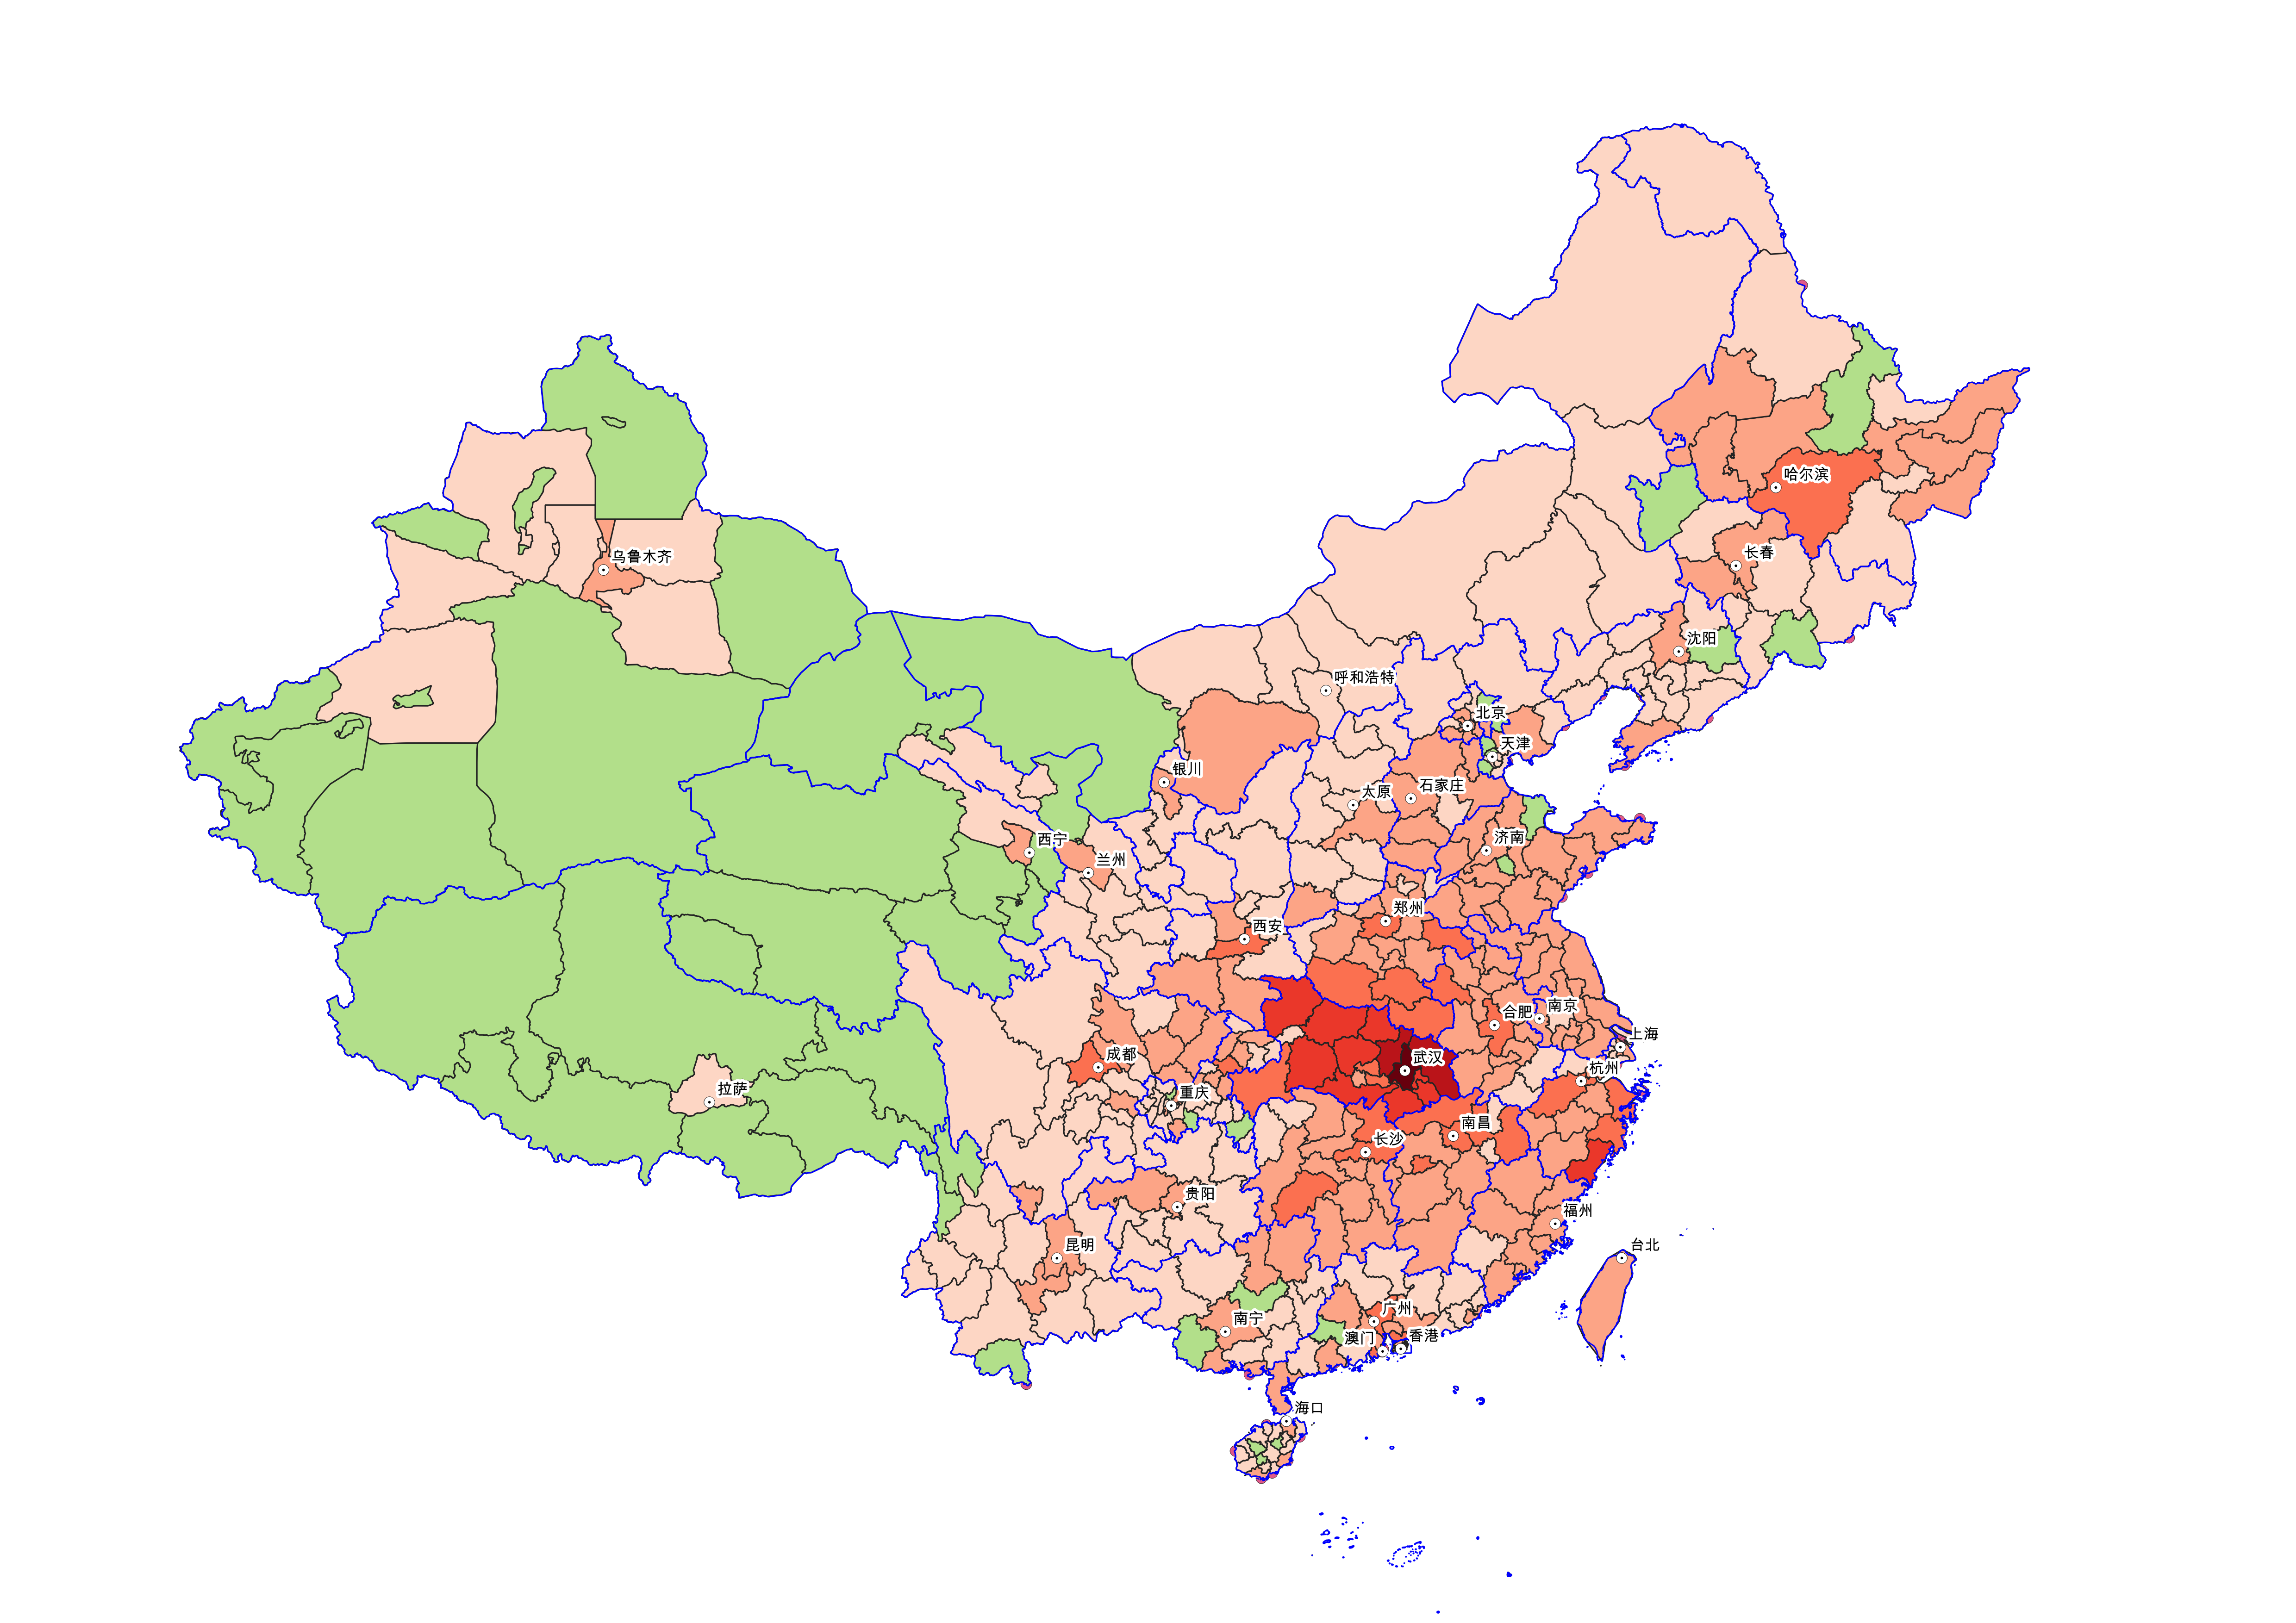 哈尔滨
乌鲁木齐
长春
沈阳
呼和浩特
北京
天津
银川
石家庄
太原
济南
西宁
兰州
郑州
西安
南京
合肥
上海
成都
武汉
杭州
拉萨
重庆
南昌
长沙
贵阳
福州
昆明
台北
广州
南宁
香港
澳门
海口